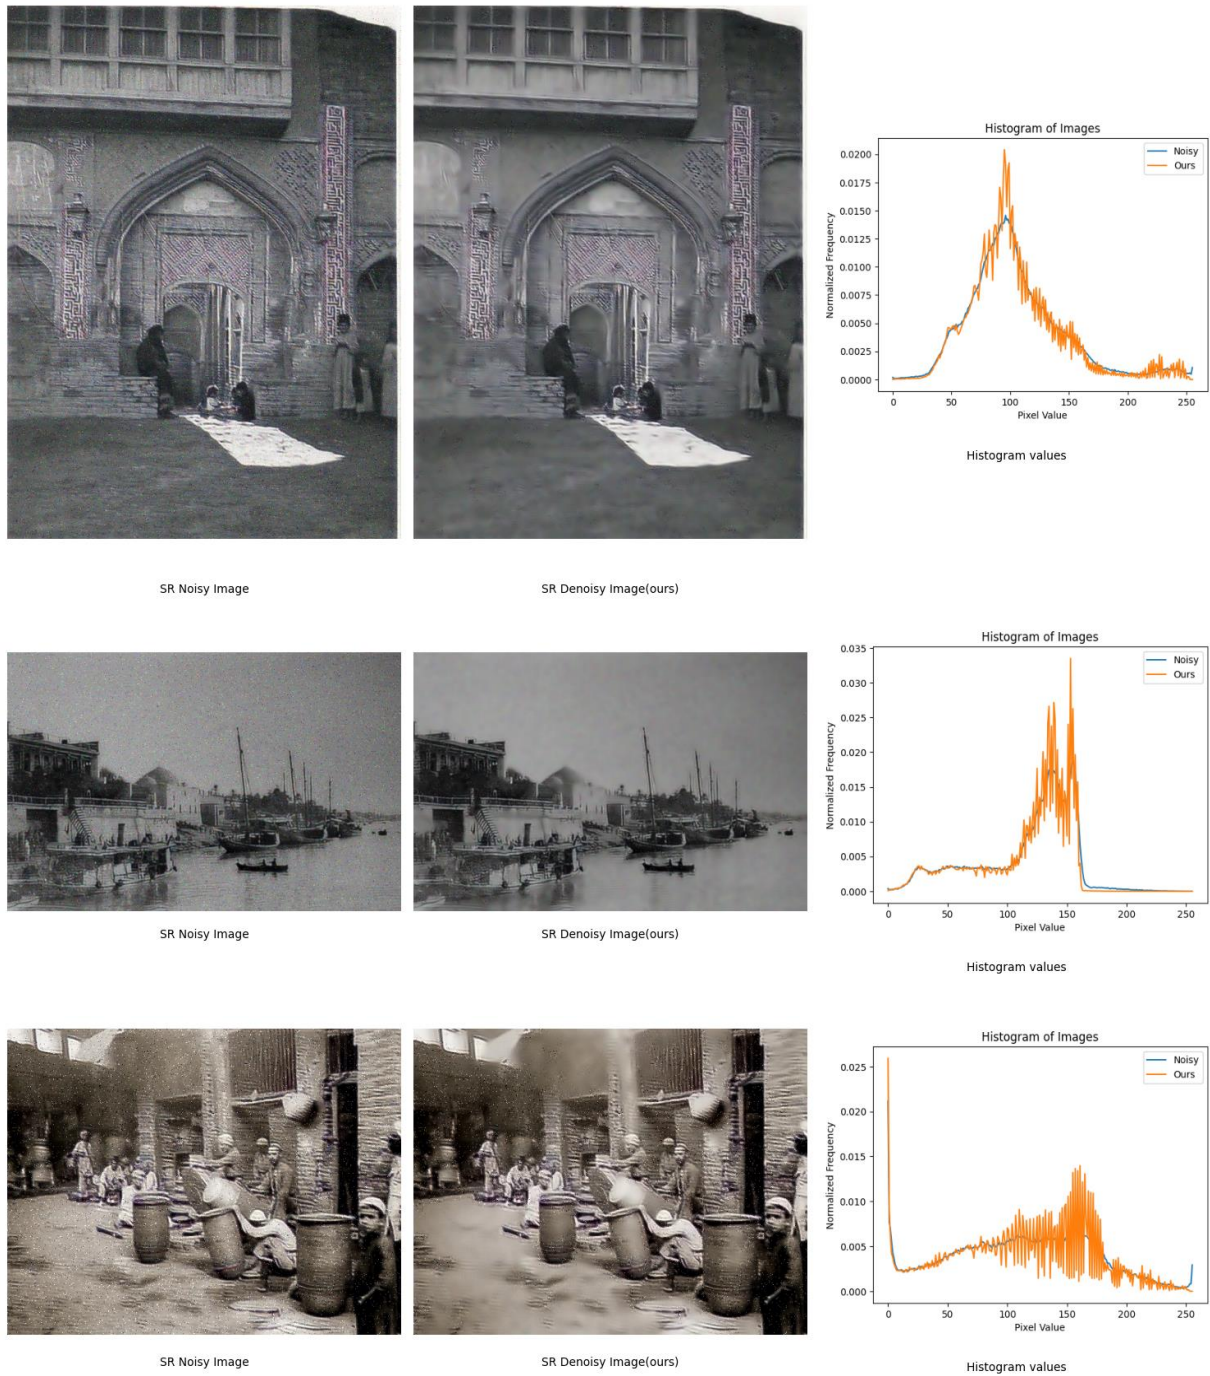 Histogram of Images
Noisy
Ours
Normalized Frequency
0.0200
0.0175
0.0150
0.0125
0.0100
0.0075
0.0050
0.0025
0.0000
0 50 100 150 200 250
Pixel Value
Histogram values
SR Noisy Image
SR Denoisy Image(ours)
Histogram of Images
Noisy
Ours
Normalized Frequency
0.035
0.030
0.025
0.020
0.015
0.010
0.005
0.000
0 50 100 150 200 250
Pixel Value
SR Noisy Image
SR Denoisy Image(ours)
Histogram values
Histogram of Images
Noisy
Ours
Normalized Frequency
0.025
0.020
0.015
0.010
0.005
0.000
0 50 100 150 200 250
Pixel Value
SR Noisy Image
SR Denoisy Image(ours)
Histogram values